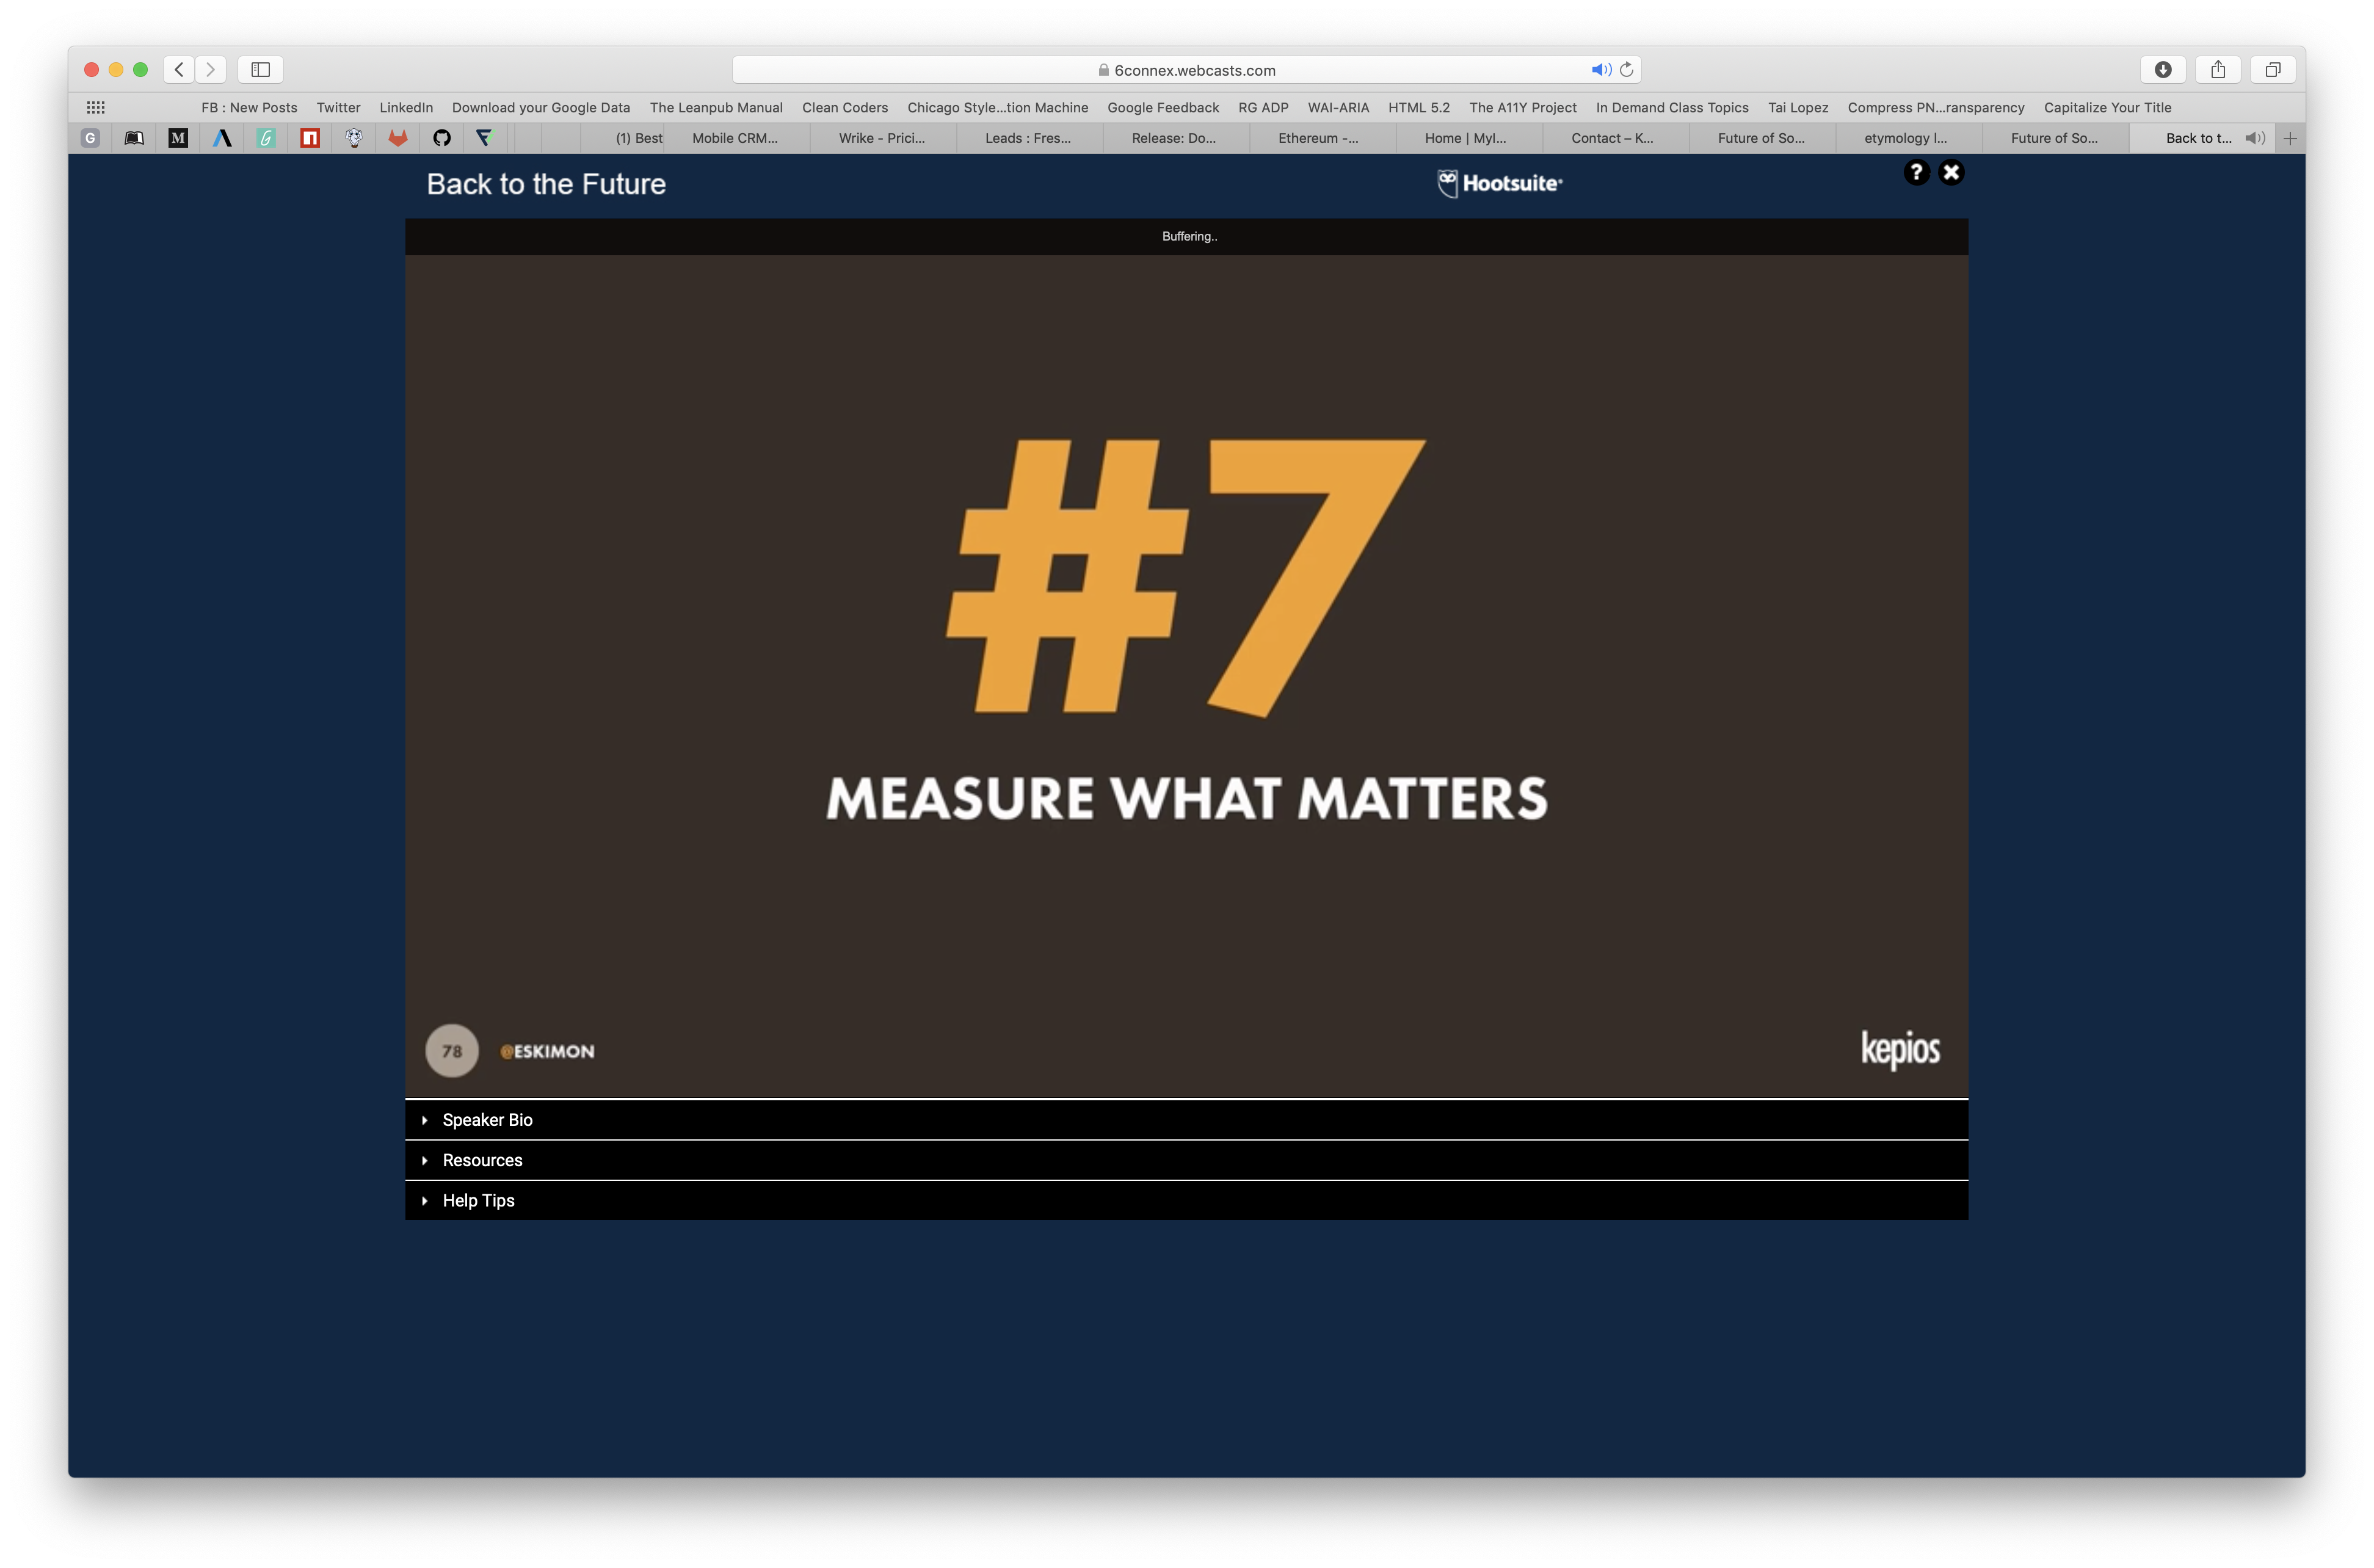 6connex.webcasts.com
FB : New Posts Twitter LinkedIn Download your Google Data The Leanpub Manual Clean Coders Chicago Style...tion Machine Google Feedback RG ADP WAI-ARIA HTML 5.2 The A11Y Project In Demand Class Topics Tai Lopez Compress PN...ransparency Capitalize Your Title
G M (1) Best Mobile CRM... Wrike - Prici... Leads : Fres... Release: Do... Ethereum -... Home | Myl... Contact – K... Future of So... etymology l... Future of So... Back to t...
Back to the Future Hootsuite ?
Buffering..
#7
MEASURE WHAT MATTERS
78 @ESKIMON kepios
Speaker Bio
Resources
Help Tips